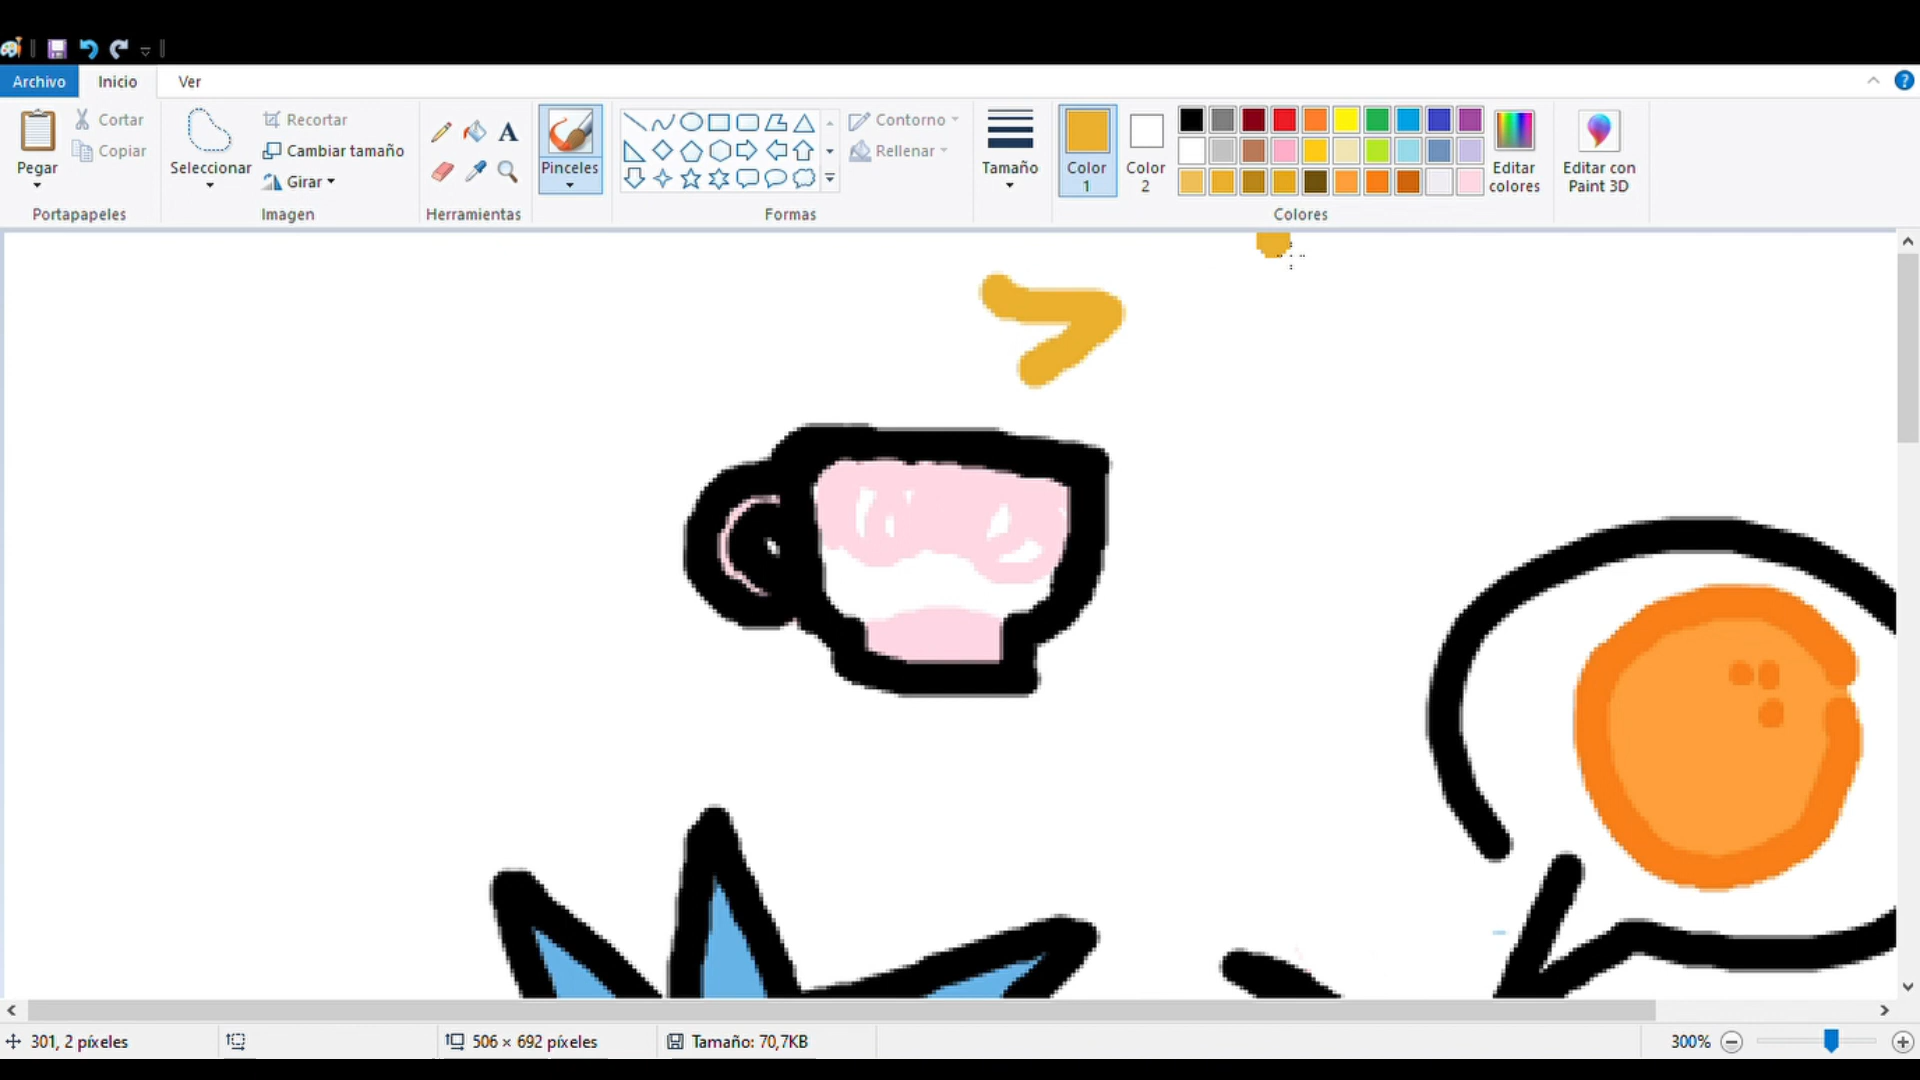 Archivo Inicio Ver
Pegar
Cortar
Copiar
Portapapeles
Seleccionar
Recortar
Cambiar tamaño
Girar
Imagen
A
Herramientas
Pinceles
Formas
Contorno
Rellenar
Tamaño
Color
1
Color
2
Editar
colores
Colores
Editar con
Paint 3D
?
301, 2 píxeles
506 × 692 píxeles
Tamaño: 70,7KB
300%